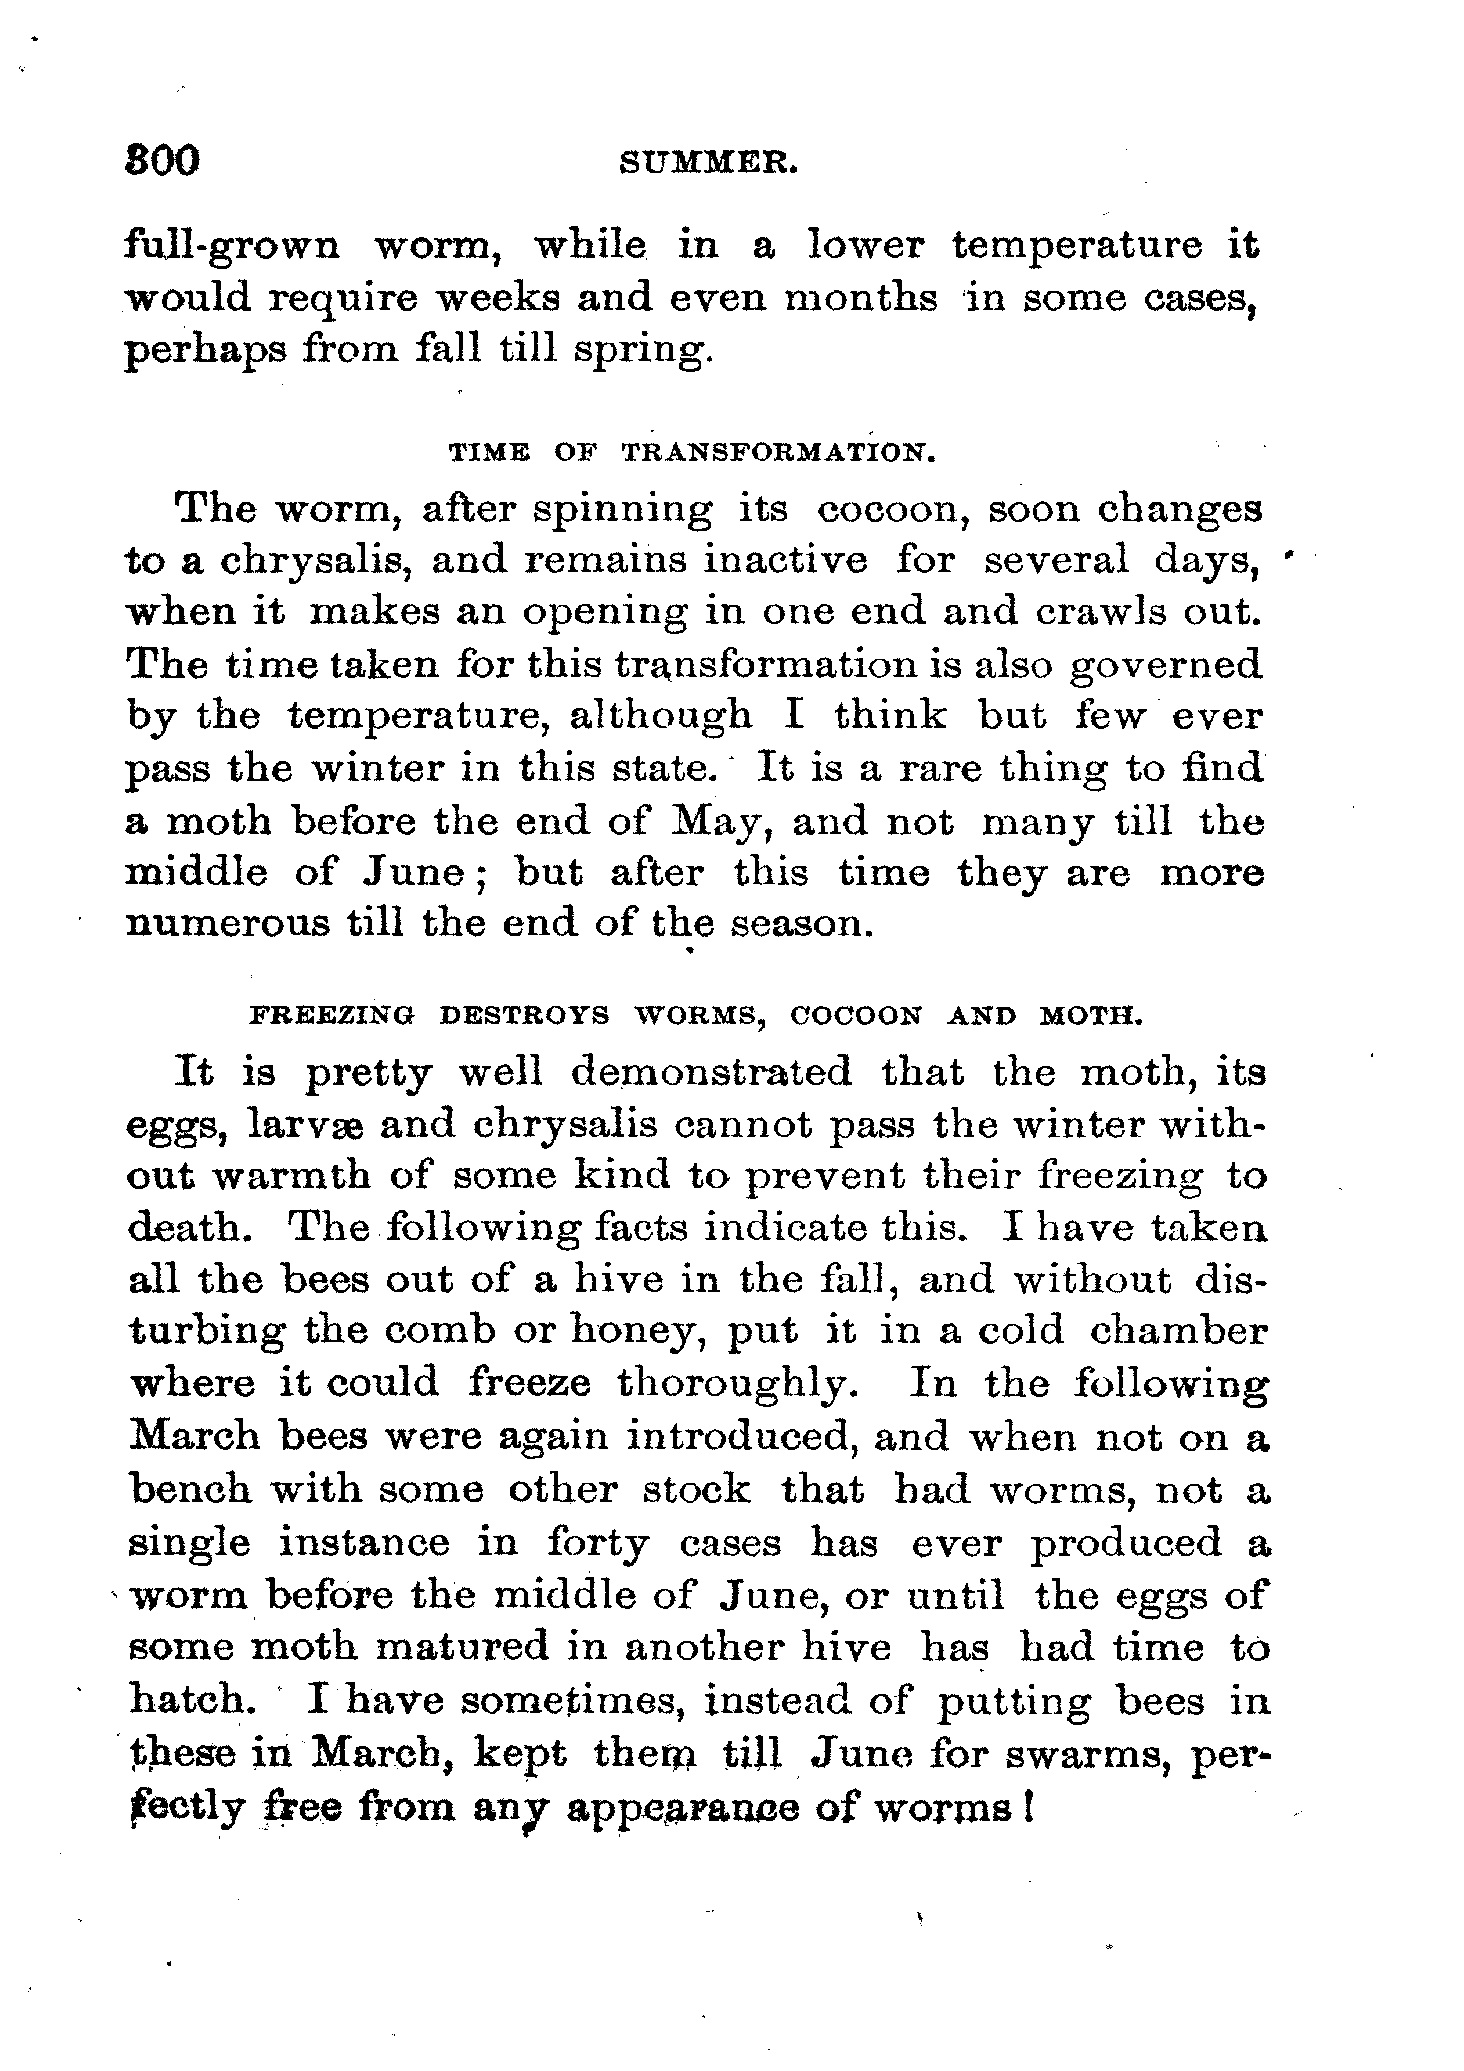 300 SUMMER.
full-grown worm, while in a lower temperature it
would require weeks and even months in some cases,
perhaps from fall till spring.
TIME OF TRANSFORMATION.
The worm, after spinning its cocoon, soon changes
to a chrysalis, and remains inactive for several days,
when it makes an opening in one end and crawls out.
The time taken for this transformation is also governed
by the temperature, although I think but few ever
pass the winter in this state. It is a rare thing to find
a moth before the end of May, and not many till the
middle of June; but after this time they are more
numerous till the end of the season.
FREEZING DESTROYS WORMS, COCOON AND MOTH.
It is pretty well demonstrated that the moth, its
eggs, larvæ and chrysalis cannot pass the winter with-
out warmth of some kind to prevent their freezing to
death. The following facts indicate this. I have taken
all the bees out of a hive in the fall, and without dis-
turbing the comb or honey, put it in a cold chamber
where it could freeze thoroughly. In the following
March bees were again introduced, and when not on a
bench with some other stock that had worms, not a
single instance in forty cases has ever produced a
worm before the middle of June, or until the eggs of
some moth matured in another hive has had time to
hatch. I have sometimes, instead of putting bees in
these in March, kept them till June for swarms, per-
fectly free from any appearance of worms!